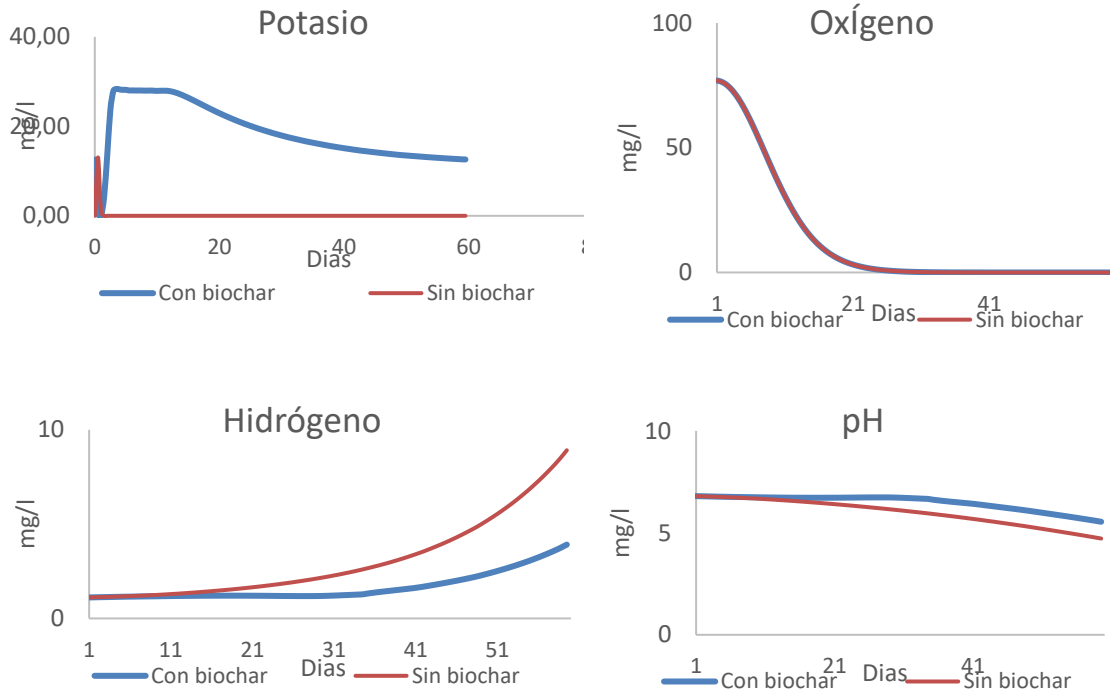 Potasio
40,00
20,00
0,00
mg/l
0 20 40 60 8
Dias
Con biochar Sin biochar
OxÍgeno
100
50
0
mg/l
1 21 41
Dias
Con biochar Sin biochar
Hidrógeno
10
5
0
mg/l
1 11 21 31 41 51
Dias
Con biochar Sin biochar
pH
10
5
0
mg/l
1 21 41
Dias
Con biochar Sin biochar